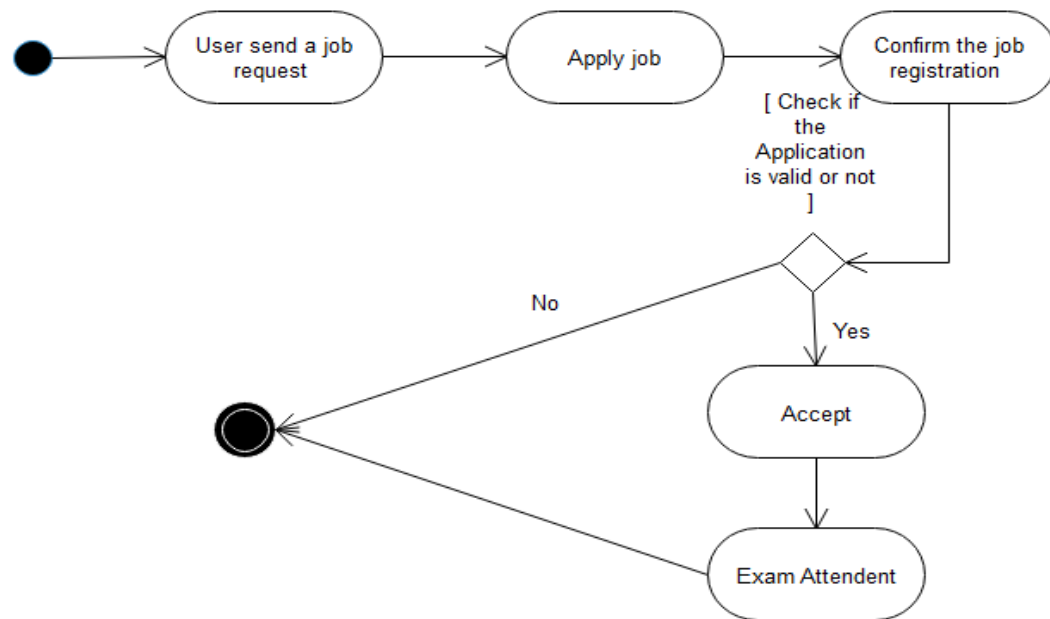 User send a job
request
Apply job
Confirm the job
registration
[ Check if
the
Application
is valid or not
]
No
Yes
Accept
Exam Attendent